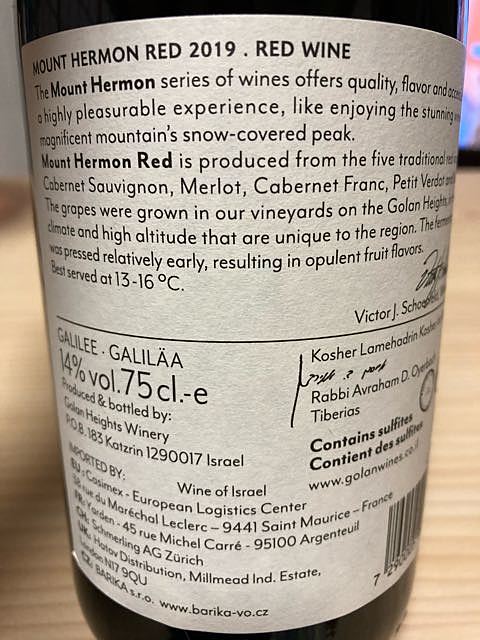 MOUNT HERMON RED 2019 . RED WINE
The Mount Hermon series of wines offers quality, flavor and
a highly pleasurable experience, like enjoying the stunning
magnificent mountain's snow-covered peak.
Mount Hermon Red is produced from the five traditional
Cabernet Sauvignon, Merlot, Cabernet Franc, Petit Verdot
The grapes were grown in our vineyards on the Golan Heights,
climate and high altitude that are unique to the region. The
was pressed relatively early, resulting in opulent fruit flavors.
Best served at 13-16 °C.
Victor J.
GALILEE . GALILÄA
14% vol. 75 cl.-e
Produced & bottled by:
Golan Heights Winery
P.O.B. 183 Katzrin 1290017 Israel
Kosher Lamehadrin Kosher
Rabbi Avraham D.
Tiberias
Contains sulfites
Contient des sulfites
www.golanwines.co.il
Wine of Israel
IMPORTED BY:
EU: Cosimex - European Logistics Center
38 rue du Maréchal Leclerc – 9441 Saint Maurice – France
FR: Yarden - 45 rue Michel Carré - 95100 Argenteuil
CH: Schmerling AG Zürich
UK: Hatov Distribution, Millmead Ind. Estate,
London N17 9QU
CZ: BARIKA s.r.o. www.barika-vo.cz